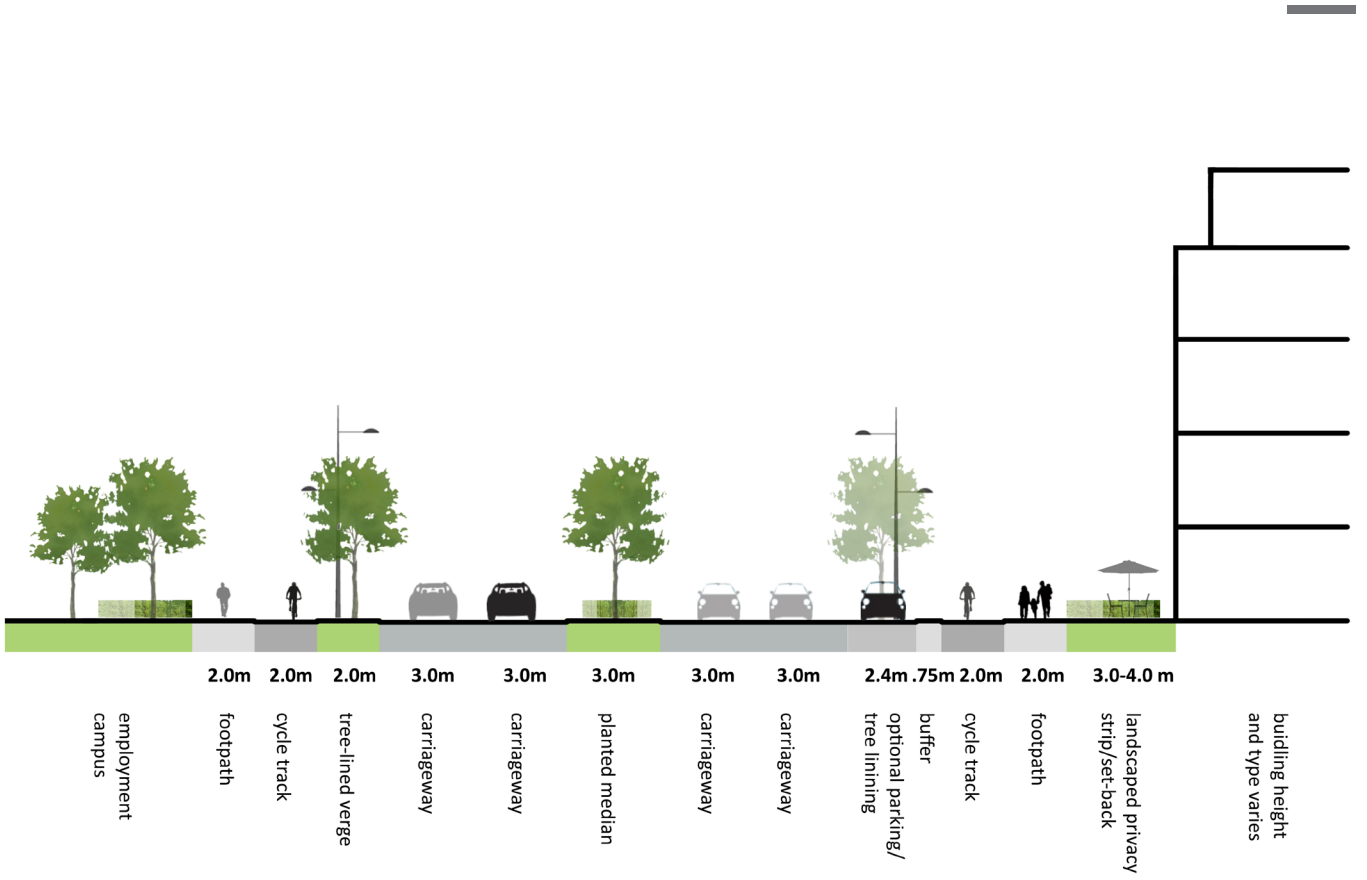 2.0m 2.0m 2.0m 3.0m 3.0m 3.0m 3.0m 3.0m 2.4m .75m 2.0m 2.0m 3.0-4.0 m
employment
campus
footpath
cycle track
tree-lined verge
carriageway
carriageway
planted median
carriageway
carriageway
optional parking/
tree linining
buffer
cycle track
footpath
landscaped privacy
strip/set-back
buidling height
and type varies